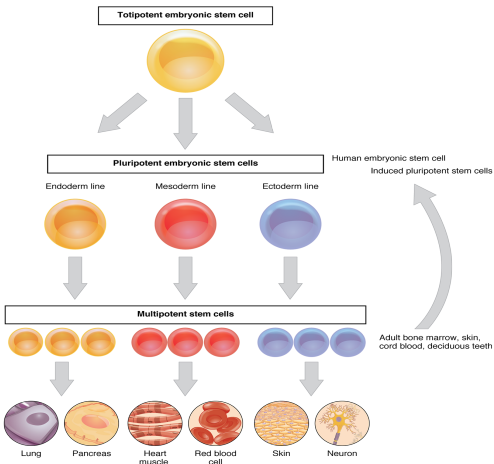 Totipotent embryonic stem cell
Pluripotent embryonic stem cells
Human embryonic stem cell
Induced pluripotent stem cells
Endoderm line
Mesoderm line
Ectoderm line
Multipotent stem cells
Adult bone marrow, skin,
cord blood, deciduous teeth
Lung
Pancreas
Heart
muscle
Red blood
cell
Skin
Neuron